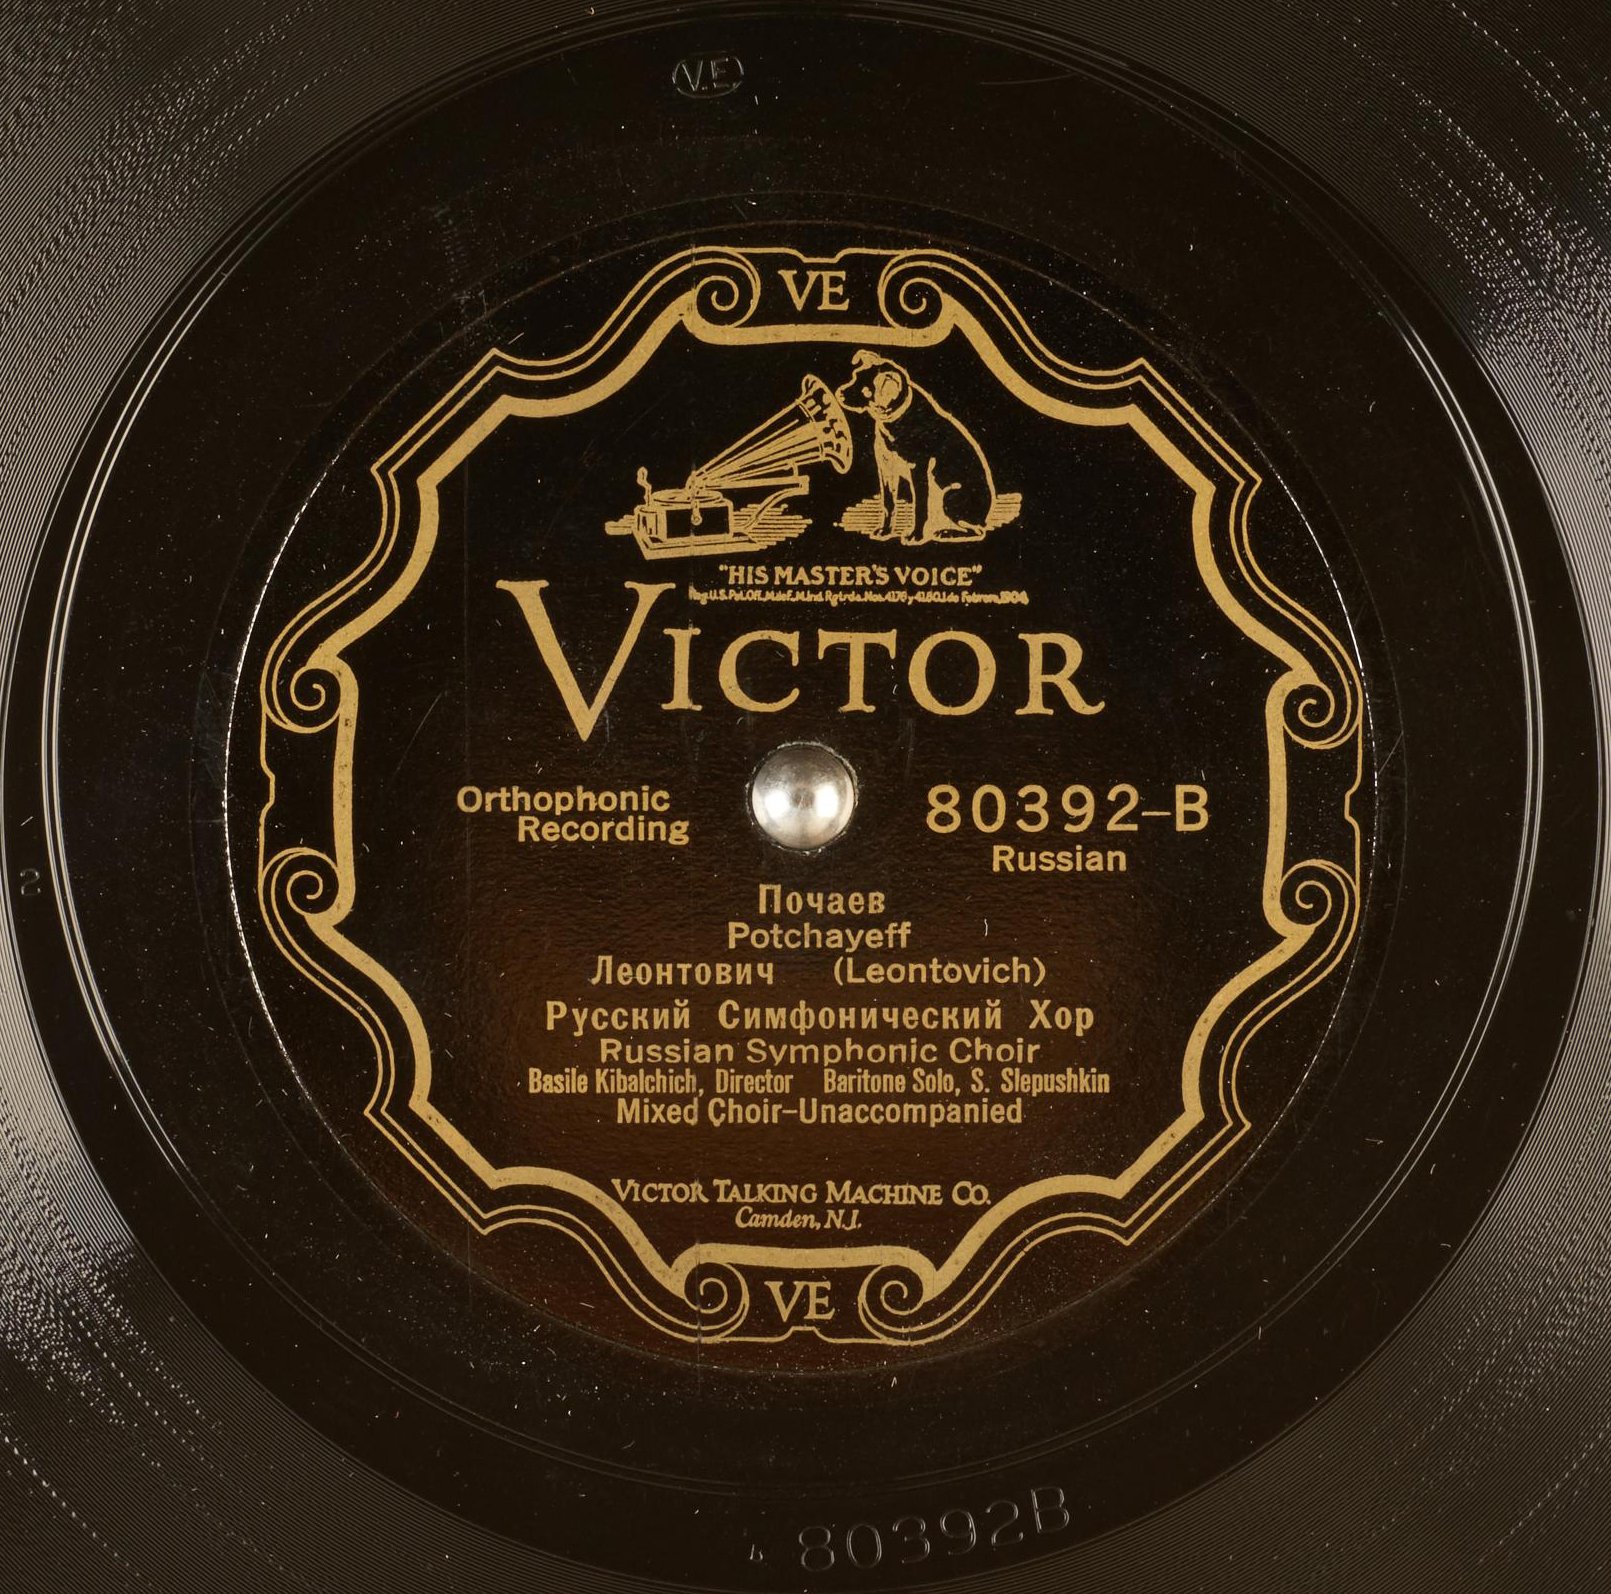 V.E.
VE
"HIS MASTER'S VOICE"
VICTOR
Orthophonic
Recording
80392-B
Russian
Почаев
Potchayeff
Леонтович (Leontovich)
Русский Симфонический Хор
Russian Symphonic Choir
Basile Kibalchich, Director Baritone Solo, S. Slepushkin
Mixed Choir-Unaccompanied
VICTOR TALKING MACHINE CO.
Camden, N.J.
VE
2
80392B